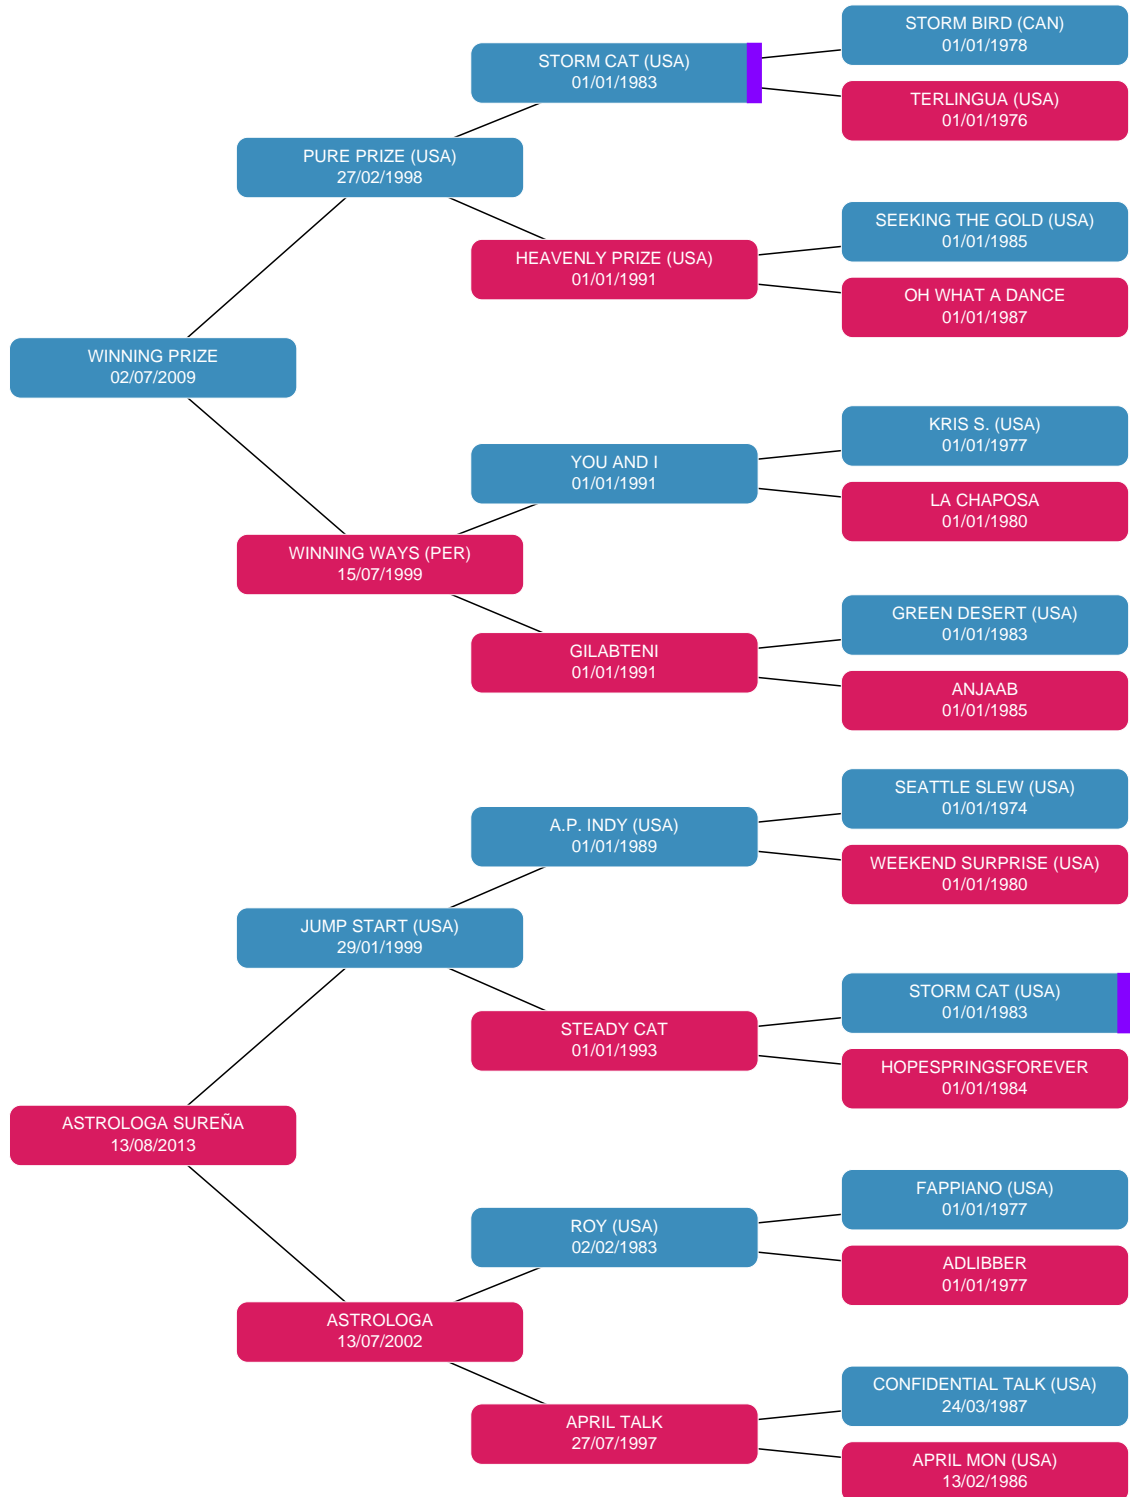 STORM BIRD (CAN)
01/01/1978
STORM CAT (USA)
01/01/1983
TERLINGUA (USA)
01/01/1976
PURE PRIZE (USA)
27/02/1998
SEEKING THE GOLD (USA)
01/01/1985
HEAVENLY PRIZE (USA)
01/01/1991
OH WHAT A DANCE
01/01/1987
WINNING PRIZE
02/07/2009
KRIS S. (USA)
01/01/1977
YOU AND I
01/01/1991
LA CHAPOSA
01/01/1980
WINNING WAYS (PER)
15/07/1999
GREEN DESERT (USA)
01/01/1983
GILABTENI
01/01/1991
ANJAAB
01/01/1985
SEATTLE SLEW (USA)
01/01/1974
A.P. INDY (USA)
01/01/1989
WEEKEND SURPRISE (USA)
01/01/1980
JUMP START (USA)
29/01/1999
STORM CAT (USA)
01/01/1983
STEADY CAT
01/01/1993
HOPESPRINGSFOREVER
01/01/1984
ASTROLOGA SUREÑA
13/08/2013
FAPPIANO (USA)
01/01/1977
ROY (USA)
02/02/1983
ADLIBBER
01/01/1977
ASTROLOGA
13/07/2002
CONFIDENTIAL TALK (USA)
24/03/1987
APRIL TALK
27/07/1997
APRIL MON (USA)
13/02/1986